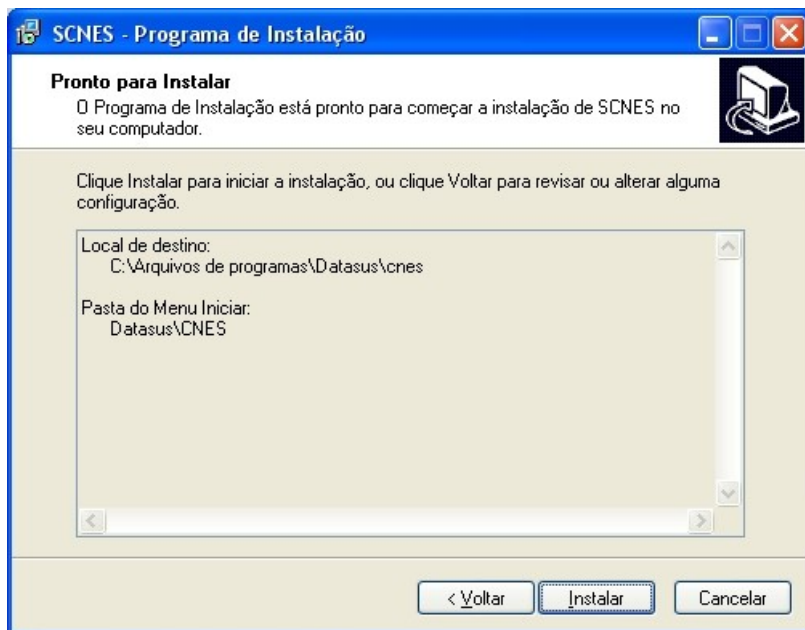 SCNES - Programa de Instalação
Pronto para Instalar
O Programa de Instalação está pronto para começar a instalação de SCNES no
seu computador.
Clique Instalar para iniciar a instalação, ou clique Voltar para revisar ou alterar alguma
configuração.
Local de destino:
C:\Arquivos de programas\Datasus\cnes
Pasta do Menu Iniciar:
Datasus\CNES
< Voltar
Instalar
Cancelar